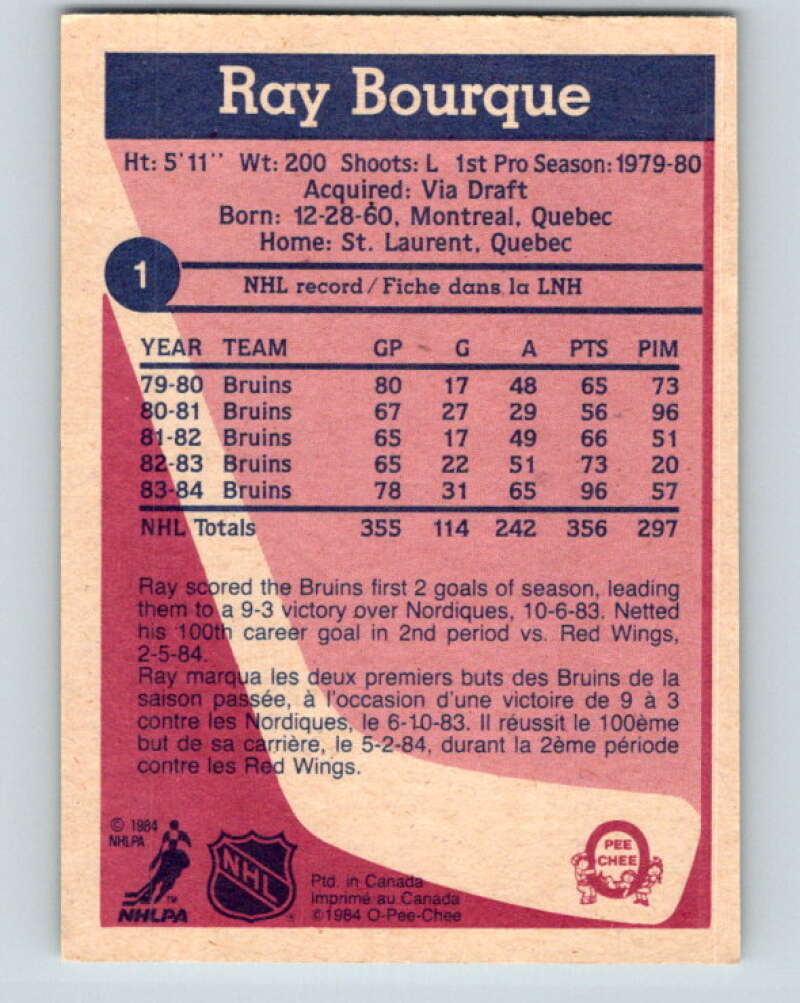 Ray Bourque
Ht: 5'11'' Wt: 200 Shoots: L 1st Pro Season: 1979-80
Acquired: Via Draft
Born: 12-28-60, Montreal, Quebec
Home: St. Laurent, Quebec
1
NHL record / Fiche dans la LNH
YEAR TEAM GP G A PTS PIM
79-80 Bruins 80 17 48 65 73
80-81 Bruins 67 27 29 56 96
81-82 Bruins 65 17 49 66 51
82-83 Bruins 65 22 51 73 20
83-84 Bruins 78 31 65 96 57
NHL Totals 355 114 242 356 297
Ray scored the Bruins first 2 goals of season, leading
them to a 9-3 victory over Nordiques, 10-6-83. Netted
his 100th career goal in 2nd period vs. Red Wings,
2-5-84.
Ray marqua les deux premiers buts des Bruins de la
saison passée, à l'occasion d'une victoire de 9 à 3
contre les Nordiques, le 6-10-83. Il réussit le 100ème
but de sa carrière, le 5-2-84, durant la 2ème période
contre les Red Wings.
© 1984
NHLPA
TM
NHLPA
NHL
®
Ptd. in Canada
Imprimé au Canada
©1984 O-Pee-Chee
PEE
CHEE